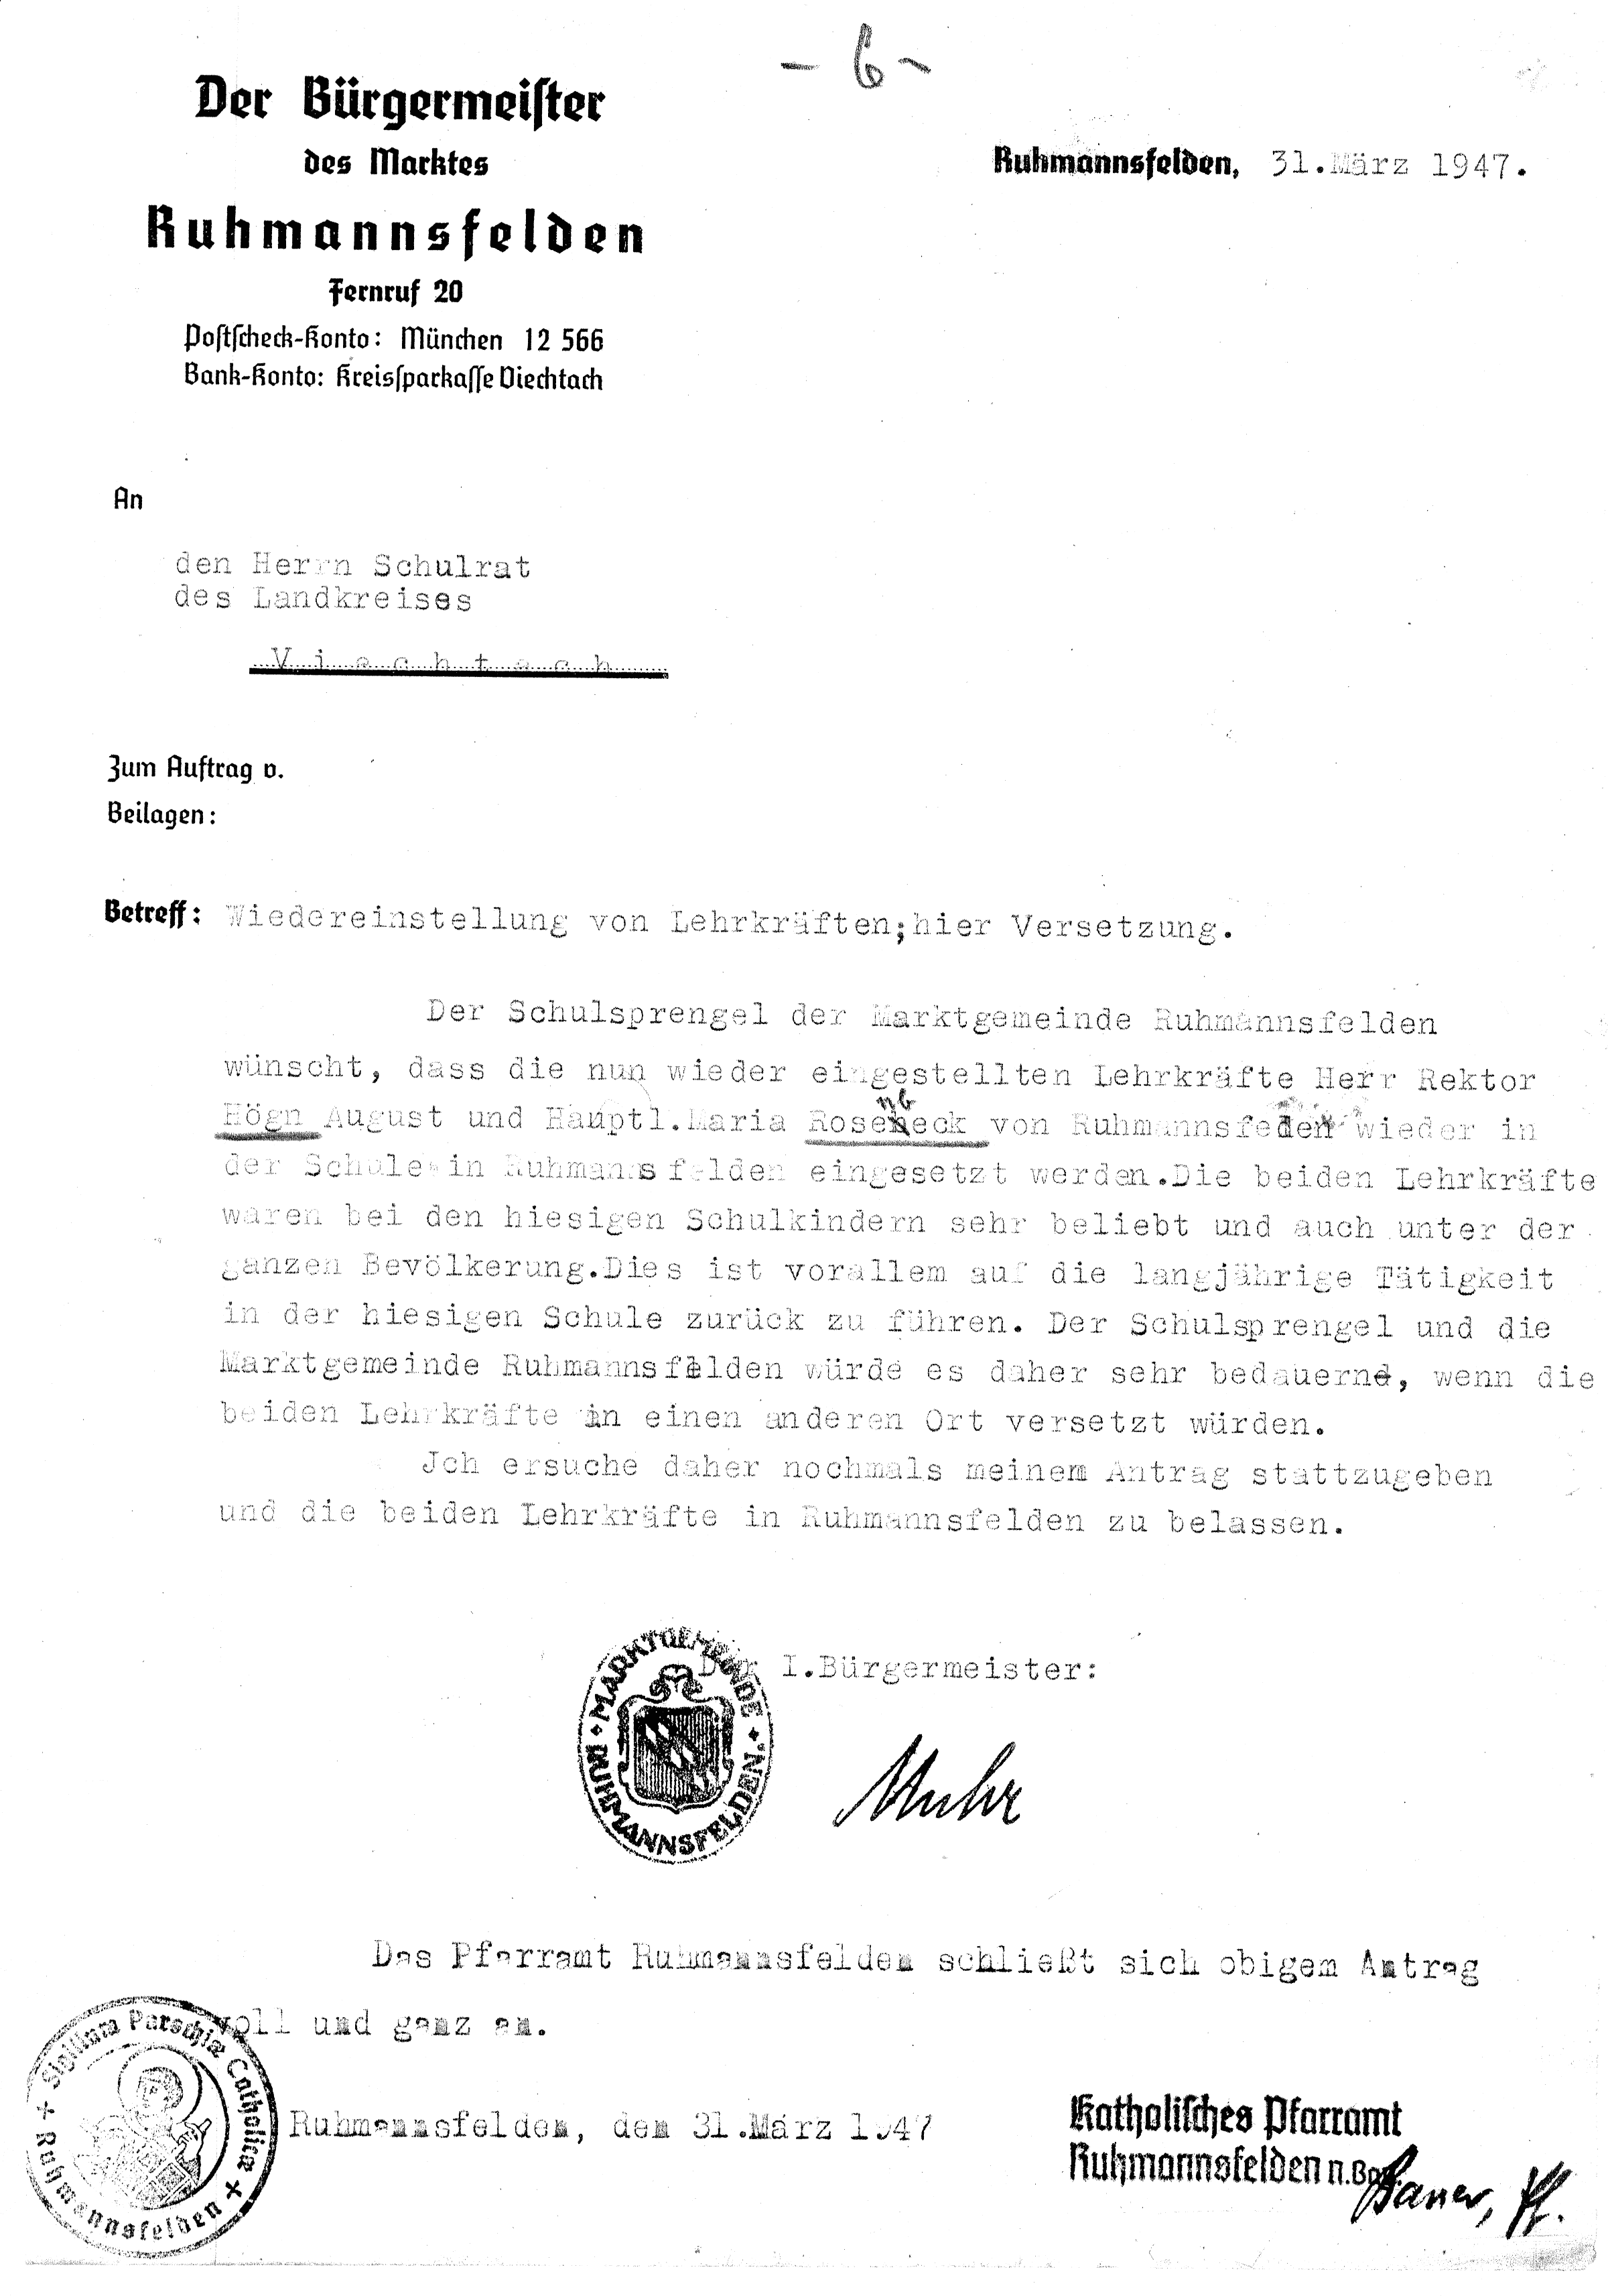 - 6 -
Der Bürgermeister
des Marktes
Ruhmannsfelden
Fernruf 20
Postscheck-Konto: München 12 566
Bank-Konto: Kreissparkasse Viechtach
Ruhmannsfelden, 31.März 1947.
An
den Herrn Schulrat
des Landkreises
V i e c h t a c h
Zum Auftrag v.
Beilagen:
Betreff: Wiedereinstellung von Lehrkräften;hier Versetzung.
Der Schulsprengel der Marktgemeinde Ruhmannsfelden
wünscht, dass die nun wieder eingestellten Lehrkräfte Herr Rektor
Högn August und Hauptl.Maria Rosenbeck von Ruhmannsfeden wieder in
der Schule in Ruhmannsfelden eingesetzt werden.Die beiden Lehrkräfte
waren bei den hiesigen Schulkindern sehr beliebt und auch unter der
ganzen Bevölkerung.Dies ist vorallem auf die langjährige Tätigkeit
in der hiesigen Schule zurück zu führen. Der Schulsprengel und die
Marktgemeinde Ruhmannsfelden würde es daher sehr bedauernd, wenn die
beiden Lehrkräfte in einen anderen Ort versetzt würden.
Jch ersuche daher nochmals meinem Antrag stattzugeben
und die beiden Lehrkräfte in Ruhmannsfelden zu belassen.
Der I.Bürgermeister:
MARKTGEMEINDE RUHMANNSFELDEN.
Muhr
Das Pfarramt Ruhmannsfelden schließt sich obigem Antrag
voll und ganz an.
Sigillum Parochiæ Catholicæ Ruhmannsfelden
Ruhmannsfelden, den 31.März 1947
Katholisches Pfarramt
Ruhmannsfelden n.Bay.
Bauer, Pf.